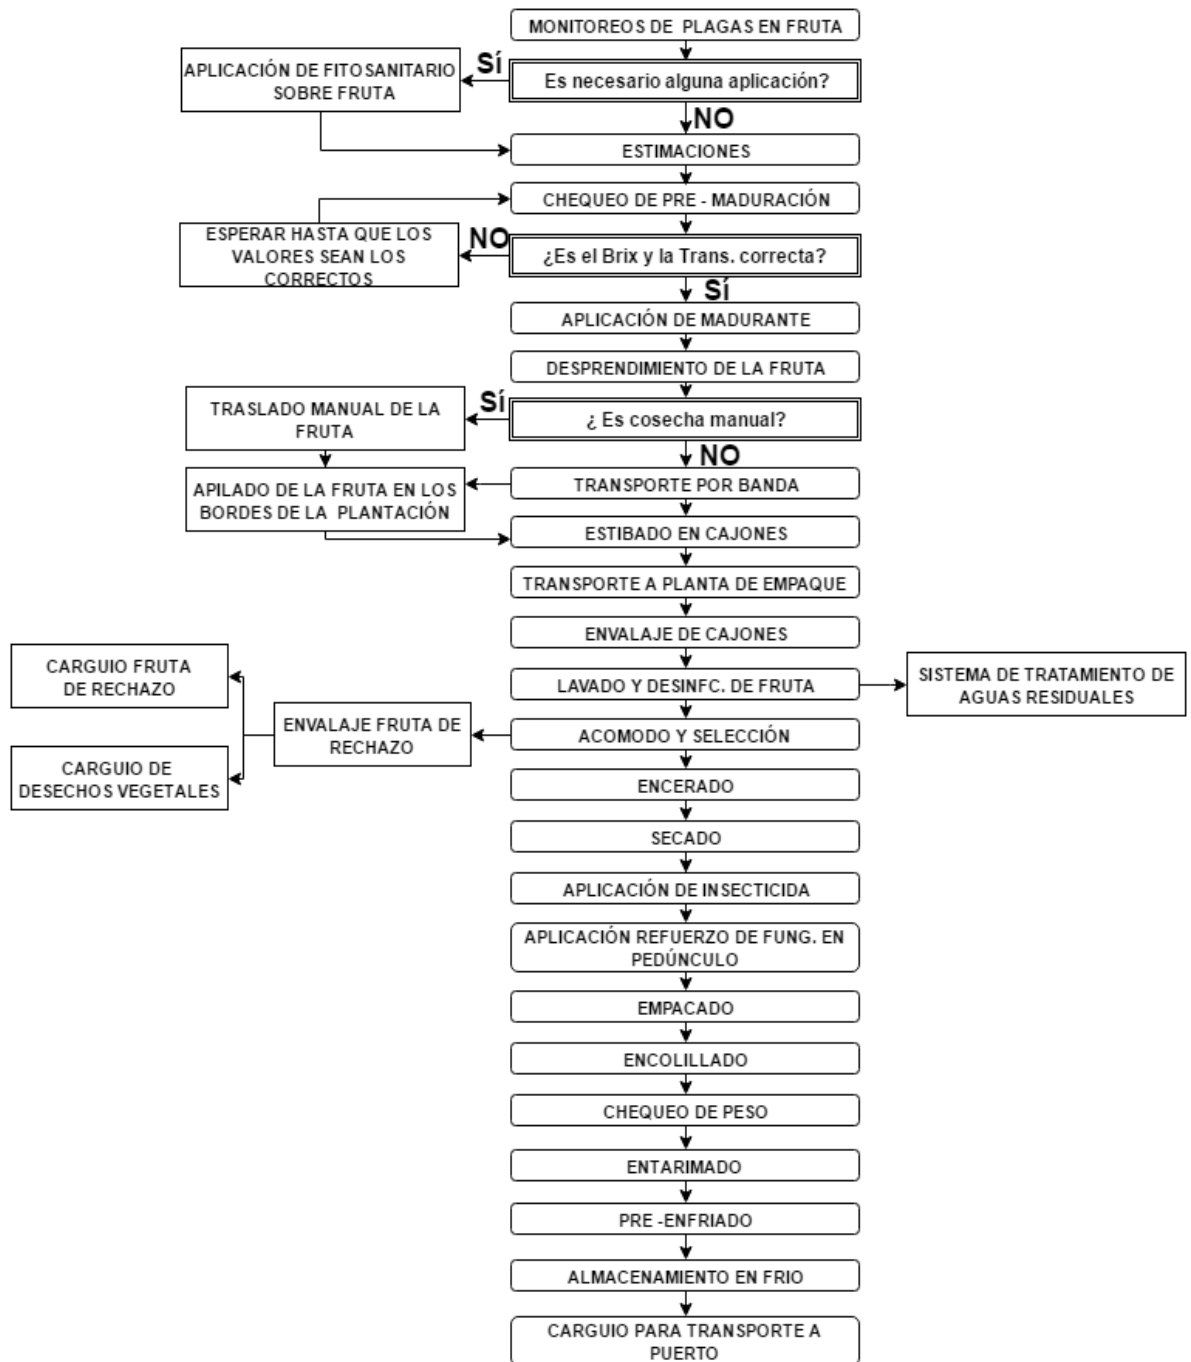 MONITOREOS DE PLAGAS EN FRUTA
Sí
APLICACIÓN DE FITOSANITARIO
SOBRE FRUTA
Es necesario alguna aplicación?
NO
ESTIMACIONES
CHEQUEO DE PRE - MADURACIÓN
ESPERAR HASTA QUE LOS
VALORES SEAN LOS
CORRECTOS
NO
¿Es el Brix y la Trans. correcta?
Sí
APLICACIÓN DE MADURANTE
DESPRENDIMIENTO DE LA FRUTA
TRASLADO MANUAL DE LA
FRUTA
Sí
¿ Es cosecha manual?
NO
TRANSPORTE POR BANDA
APILADO DE LA FRUTA EN LOS
BORDES DE LA PLANTACIÓN
ESTIBADO EN CAJONES
TRANSPORTE A PLANTA DE EMPAQUE
ENVALAJE DE CAJONES
CARGUIO FRUTA
DE RECHAZO
LAVADO Y DESINFC. DE FRUTA
SISTEMA DE TRATAMIENTO DE
AGUAS RESIDUALES
ENVALAJE FRUTA DE
RECHAZO
ACOMODO Y SELECCIÓN
CARGUIO DE
DESECHOS VEGETALES
ENCERADO
SECADO
APLICACIÓN DE INSECTICIDA
APLICACIÓN REFUERZO DE FUNG. EN
PEDÚNCULO
EMPACADO
ENCOLILLADO
CHEQUEO DE PESO
ENTARIMADO
PRE -ENFRIADO
ALMACENAMIENTO EN FRIO
CARGUIO PARA TRANSPORTE A
PUERTO